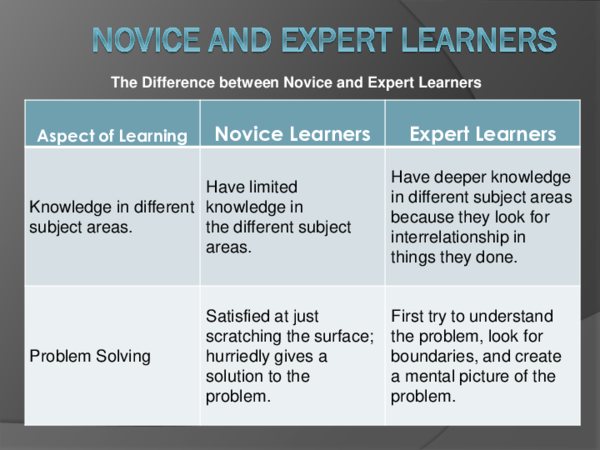 NOVICE AND EXPERT LEARNERS
The Difference between Novice and Expert Learners
Aspect of Learning
Novice Learners
Expert Learners
Knowledge in different
subject areas.
Have limited
knowledge in
the different subject
areas.
Have deeper knowledge
in different subject areas
because they look for
interrelationship in
things they done.
Problem Solving
Satisfied at just
scratching the surface;
hurriedly gives a
solution to the
problem.
First try to understand
the problem, look for
boundaries, and create
a mental picture of the
problem.